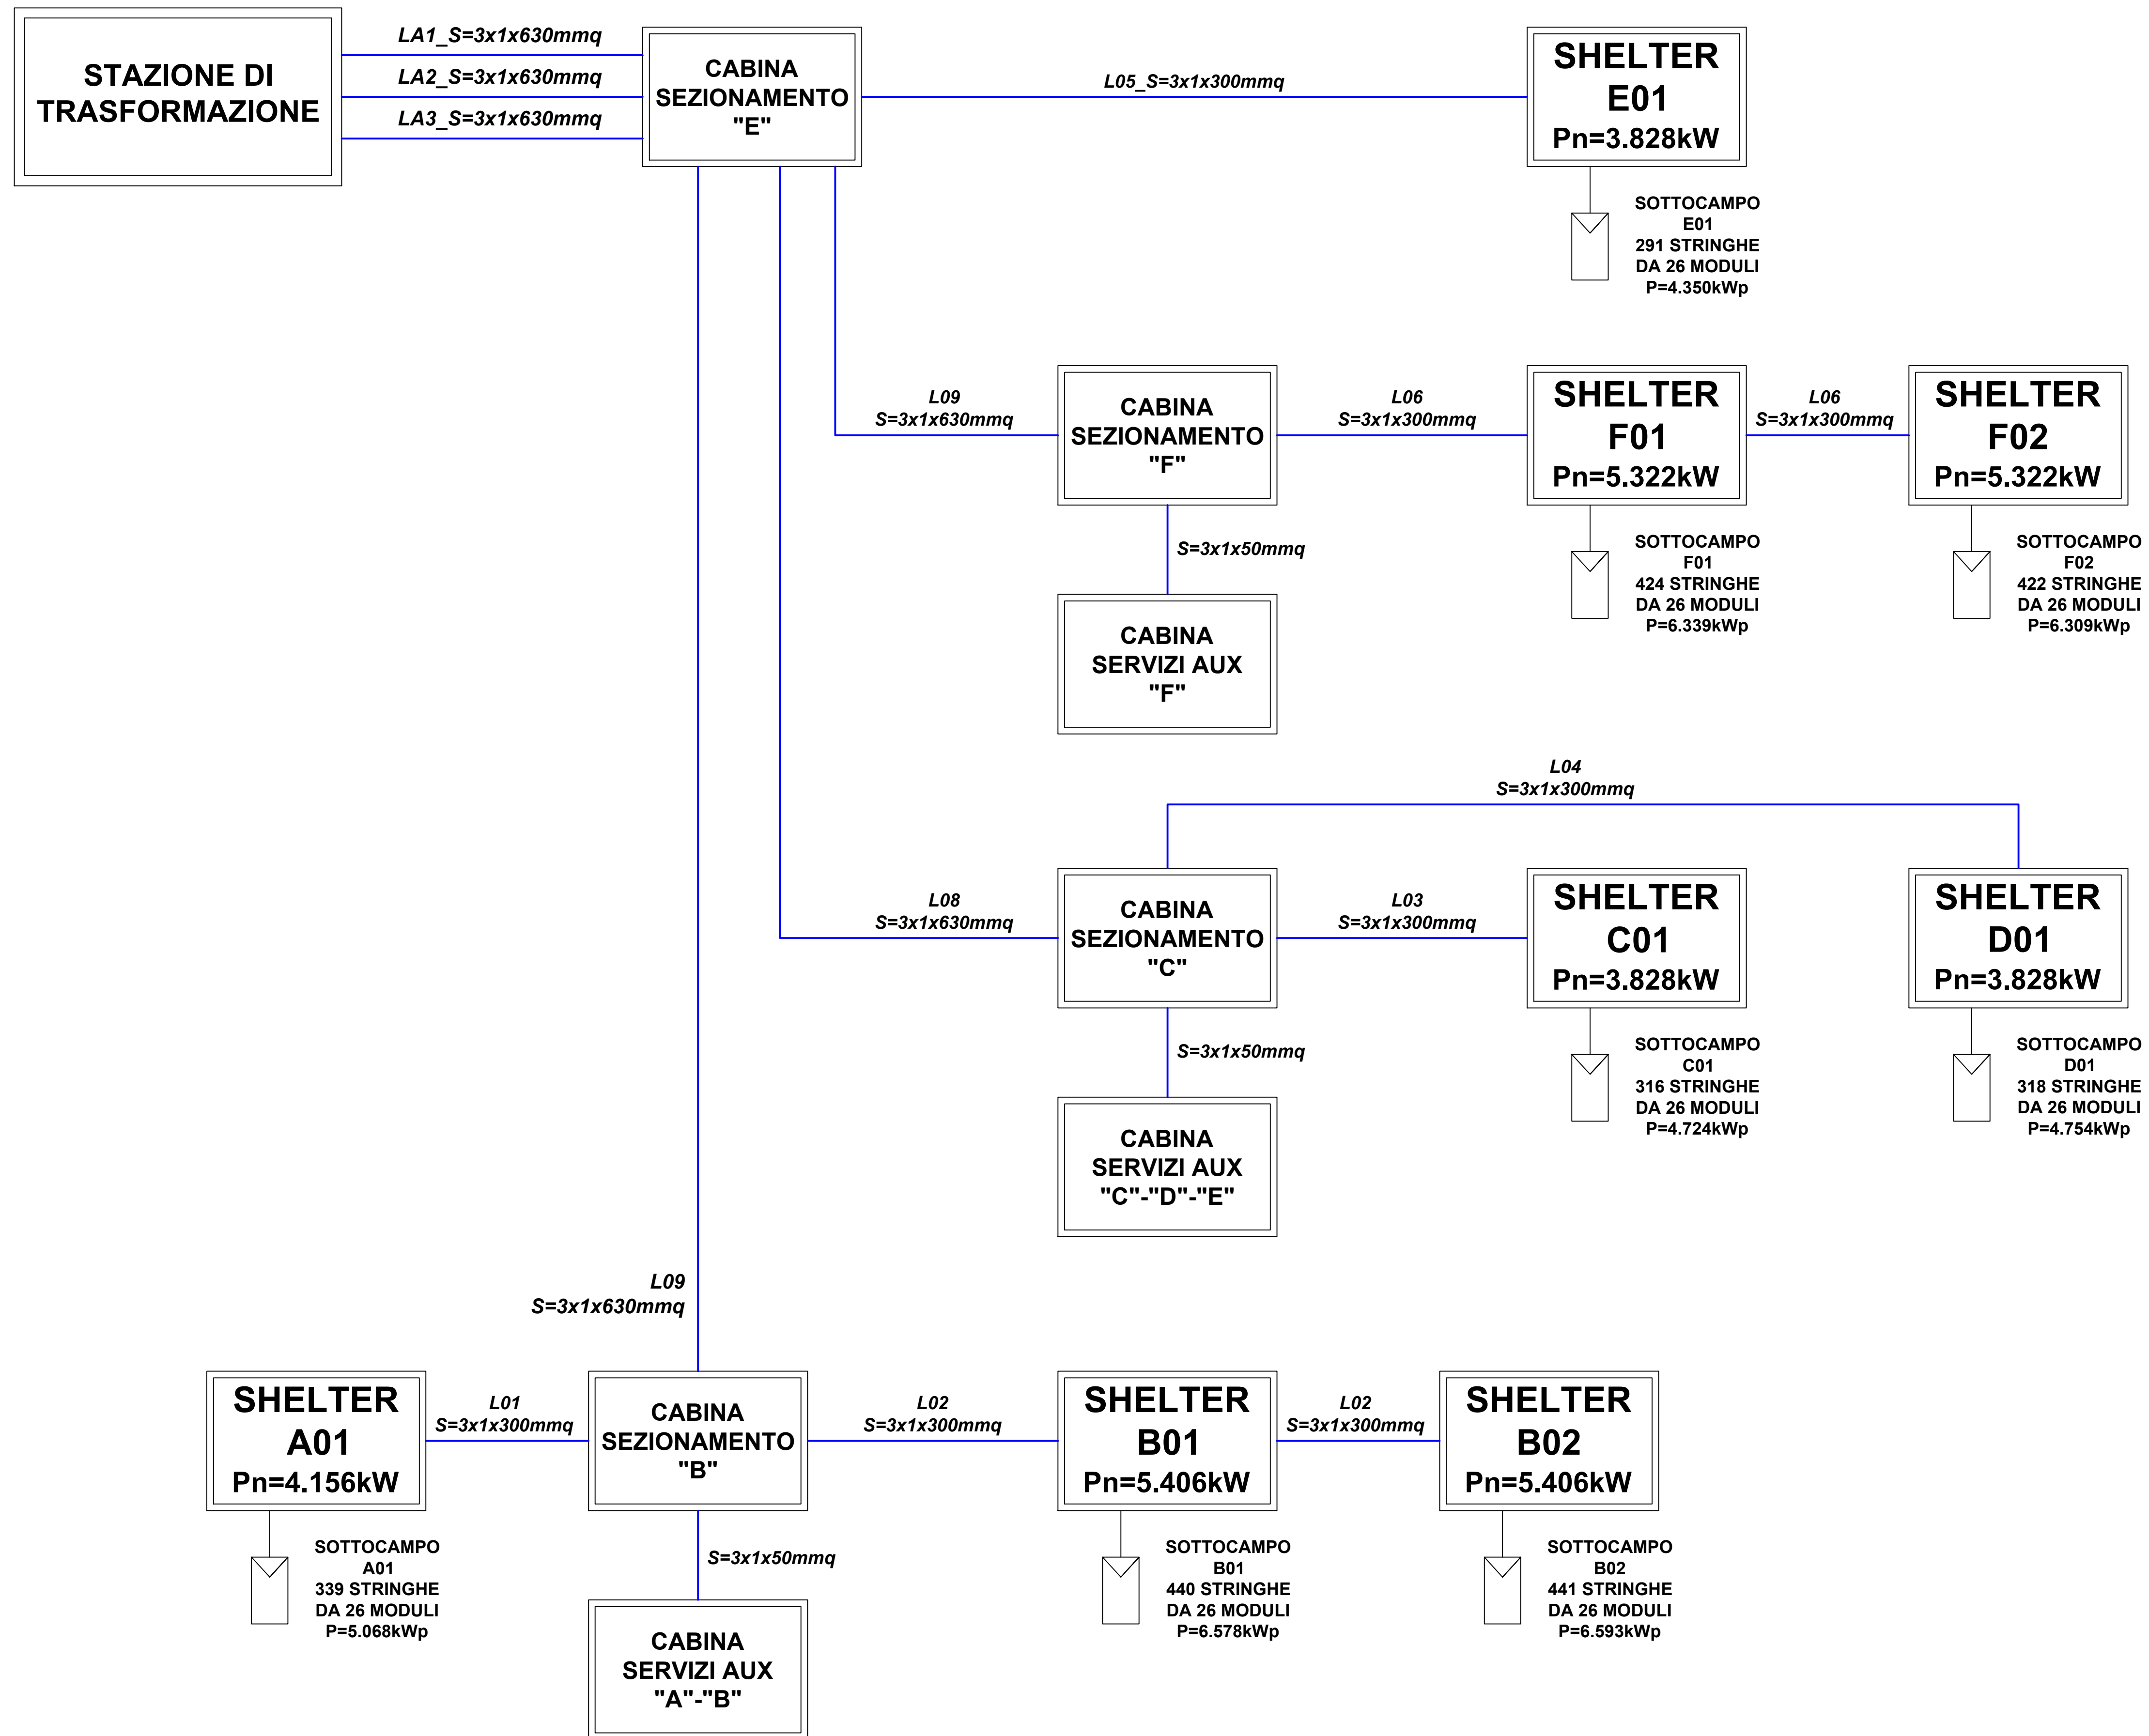 STAZIONE DI
TRASFORMAZIONE
LA1_S=3x1x630mmq
LA2_S=3x1x630mmq
LA3_S=3x1x630mmq
CABINA
SEZIONAMENTO
"E"
L05_S=3x1x300mmq
SHELTER
E01
Pn=3.828kW
SOTTOCAMPO
E01
291 STRINGHE
DA 26 MODULI
P=4.350kWp
L09
S=3x1x630mmq
CABINA
SEZIONAMENTO
"F"
L06
S=3x1x300mmq
SHELTER
F01
Pn=5.322kW
L06
S=3x1x300mmq
SHELTER
F02
Pn=5.322kW
S=3x1x50mmq
SOTTOCAMPO
F01
424 STRINGHE
DA 26 MODULI
P=6.339kWp
SOTTOCAMPO
F02
422 STRINGHE
DA 26 MODULI
P=6.309kWp
CABINA
SERVIZI AUX
"F"
L04
S=3x1x300mmq
L08
S=3x1x630mmq
CABINA
SEZIONAMENTO
"C"
L03
S=3x1x300mmq
SHELTER
C01
Pn=3.828kW
SHELTER
D01
Pn=3.828kW
S=3x1x50mmq
SOTTOCAMPO
C01
316 STRINGHE
DA 26 MODULI
P=4.724kWp
SOTTOCAMPO
D01
318 STRINGHE
DA 26 MODULI
P=4.754kWp
CABINA
SERVIZI AUX
"C"-"D"-"E"
L09
S=3x1x630mmq
SHELTER
A01
Pn=4.156kW
L01
S=3x1x300mmq
CABINA
SEZIONAMENTO
"B"
L02
S=3x1x300mmq
SHELTER
B01
Pn=5.406kW
L02
S=3x1x300mmq
SHELTER
B02
Pn=5.406kW
SOTTOCAMPO
A01
339 STRINGHE
DA 26 MODULI
P=5.068kWp
S=3x1x50mmq
SOTTOCAMPO
B01
440 STRINGHE
DA 26 MODULI
P=6.578kWp
SOTTOCAMPO
B02
441 STRINGHE
DA 26 MODULI
P=6.593kWp
CABINA
SERVIZI AUX
"A"-"B"